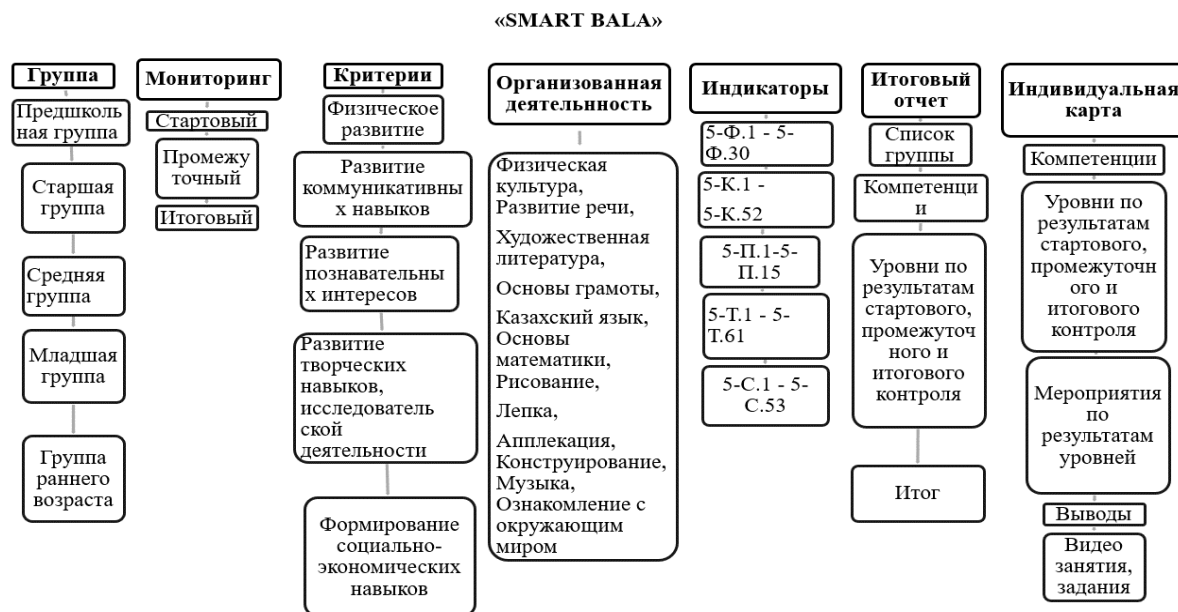 «SMART BALA»
Группа
Предшколь
ная группа
Старшая
группа
Средняя
группа
Младшая
группа
Группа
раннего
возраста
Мониторинг
Стартовый
Промежу
точный
Итоговый
Критерии
Физическое
развитие
Развитие
коммуникативны
х навыков
Развитие
познавательны
х интересов
Развитие
творческих
навыков,
исследователь
ской
деятельности
Формирование
социально-
экономических
навыков
Организованная
деятельнность
Физическая
культура,
Развитие речи,
Художественная
литература,
Основы грамоты,
Казахский язык,
Основы
математики,
Рисование,
Лепка,
Апплекация,
Конструирование,
Музыка,
Ознакомление с
окружающим
миром
Индикаторы
5-Ф.1 - 5-
Ф.30
5-К.1 -
5-К.52
5-П.1-5-
П.15
5-Т.1 - 5-
Т.61
5-С.1 - 5-
С.53
Итоговый
отчет
Список
группы
Компетенци
и
Уровни по
результатам
стартового,
промежуточ
ного и
итогового
контроля
Итог
Индивидуальная
карта
Компетенции
Уровни по
результатам
стартового,
промежуточн
ого и
итогового
контроля
Мероприятия
по
результатам
уровней
Выводы
Видео
занятия,
задания